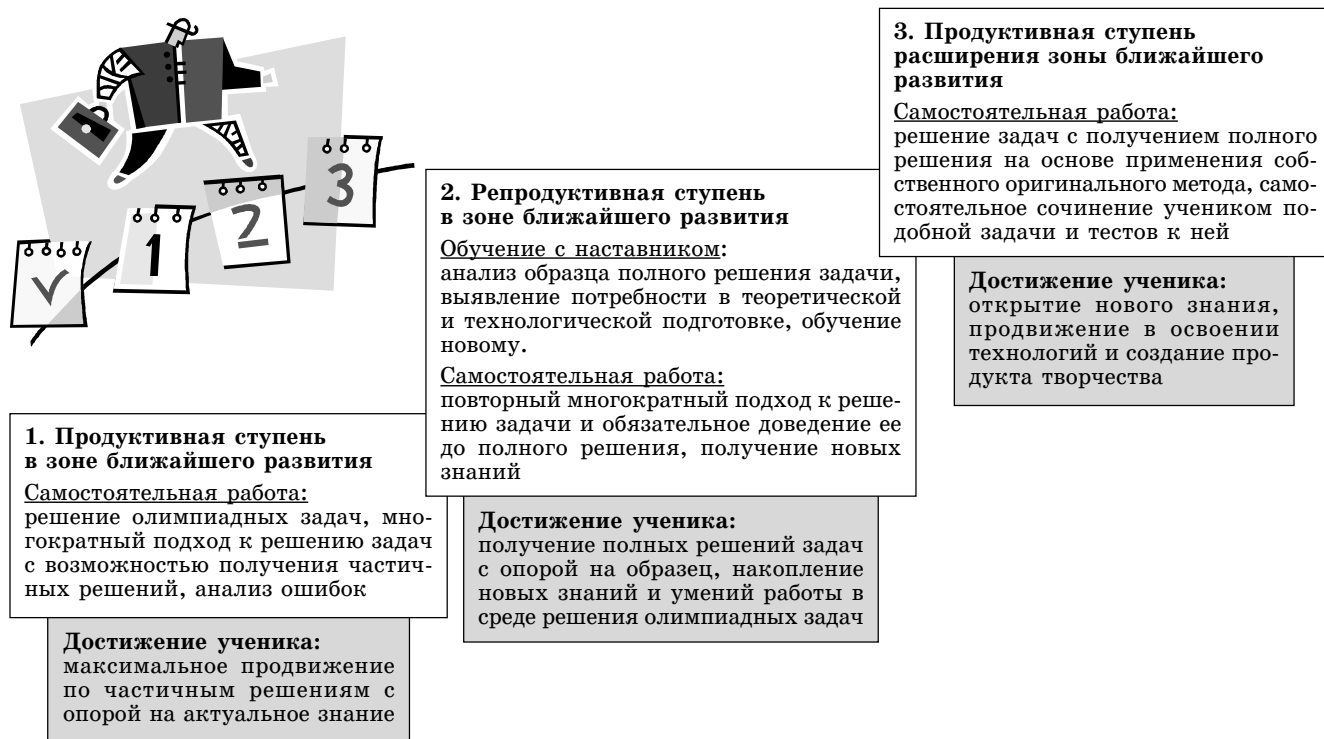 1
2
3
3. Продуктивная ступень
расширения зоны ближайшего
развития
Самостоятельная работа:
решение задач с получением полного
решения на основе применения соб-
ственного оригинального метода, само-
стоятельное сочинение учеником по-
добной задачи и тестов к ней
Достижение ученика:
открытие нового знания,
продвижение в освоении
технологий и создание про-
дукта творчества
2. Репродуктивная ступень
в зоне ближайшего развития
Обучение с наставником:
анализ образца полного решения задачи,
выявление потребности в теоретической
и технологической подготовке, обучение
новому.
Самостоятельная работа:
повторный многократный подход к реше-
нию задачи и обязательное доведение ее
до полного решения, получение новых
знаний
Достижение ученика:
получение полных решений задач
с опорой на образец, накопление
новых знаний и умений работы в
среде решения олимпиадных задач
1. Продуктивная ступень
в зоне ближайшего развития
Самостоятельная работа:
решение олимпиадных задач, мно-
гократный подход к решению задач
с возможностью получения частич-
ных решений, анализ ошибок
Достижение ученика:
максимальное продвижение
по частичным решениям с
опорой на актуальное знание